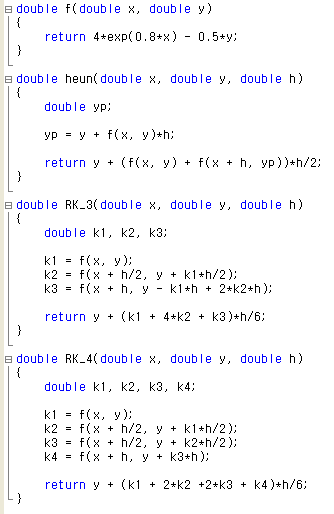 double f(double x, double y)
{
    return 4*exp(0.8*x) - 0.5*y;
}
double heun(double x, double y, double h)
{
    double yp;
    yp = y + f(x, y)*h;
    return y + (f(x, y) + f(x + h, yp))*h/2;
}
double RK_3(double x, double y, double h)
{
    double k1, k2, k3;
    k1 = f(x, y);
    k2 = f(x + h/2, y + k1*h/2);
    k3 = f(x + h, y - k1*h + 2*k2*h);
    return y + (k1 + 4*k2 + k3)*h/6;
}
double RK_4(double x, double y, double h)
{
    double k1, k2, k3, k4;
    k1 = f(x, y);
    k2 = f(x + h/2, y + k1*h/2);
    k3 = f(x + h/2, y + k2*h/2);
    k4 = f(x + h, y + k3*h);
    return y + (k1 + 2*k2 +2*k3 + k4)*h/6;
}